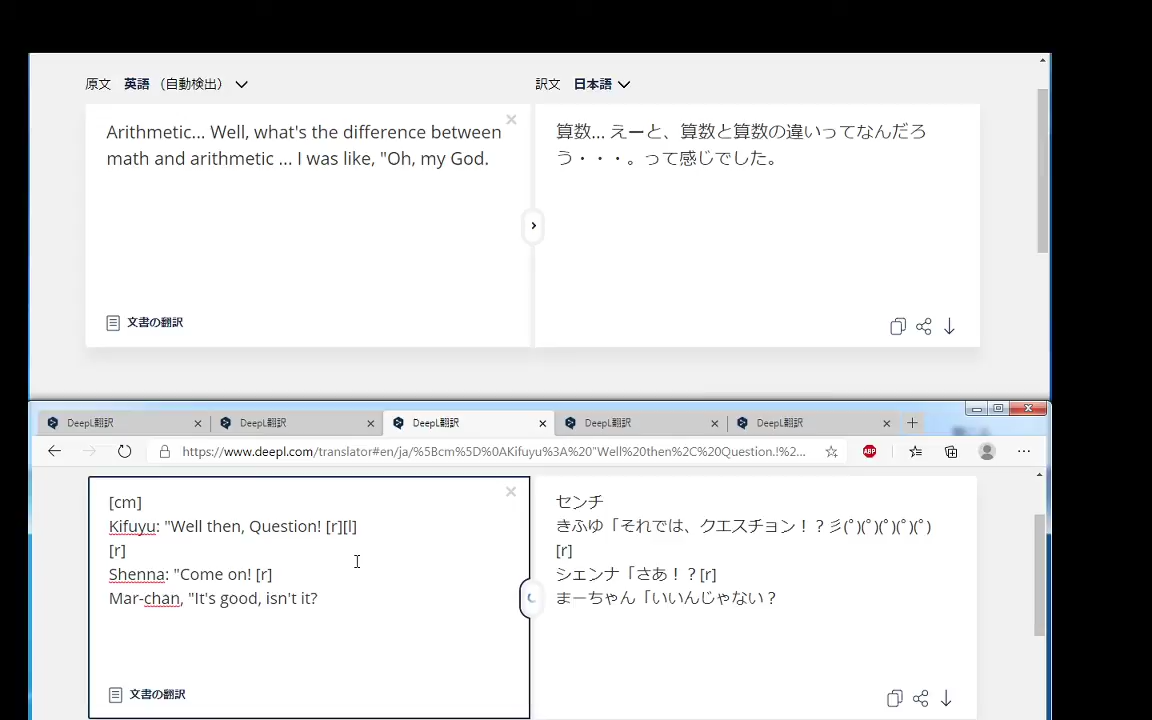 原文 英語 (自動検出)
訳文 日本語
Arithmetic... Well, what's the difference between
math and arithmetic ... I was like, "Oh, my God.
算数... えーと、算数と算数の違いってなんだろ
う・・・。って感じでした。
文書の翻訳
DeepL翻訳
DeepL翻訳
DeepL翻訳
DeepL翻訳
DeepL翻訳
https://www.deepl.com/translator#en/ja/%5Bcm%5D%0AKifuyu%3A%20"Well%20then%2C%20Question.!%2...
ABP
[cm]
Kifuyu: "Well then, Question! [r][l]
[r]
Shenna: "Come on! [r]
Mar-chan, "It's good, isn't it?
センチ
きふゆ「それでは、クエスチョン！？彡(ﾟ)(ﾟ)(ﾟ)(ﾟ)(ﾟ)
[r]
シェンナ「さあ！？[r]
まーちゃん「いいんじゃない？
文書の翻訳